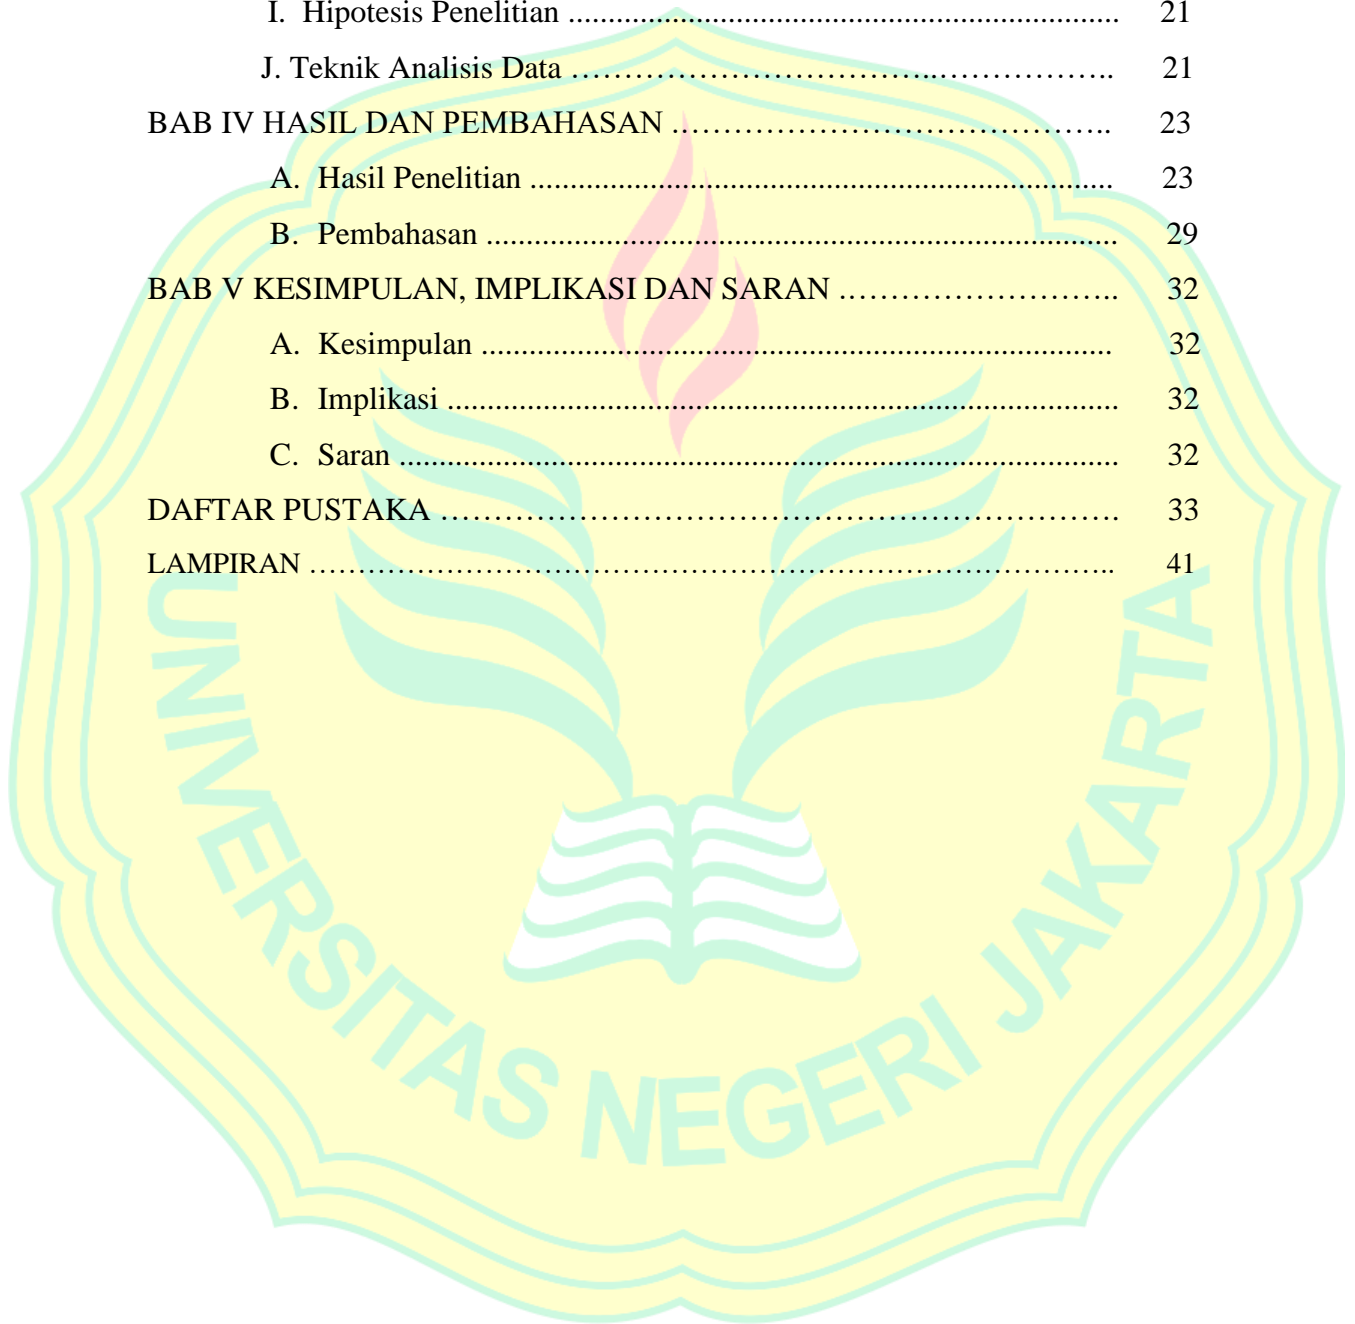 I. Hipotesis Penelitian ..................................................................... 21
J. Teknik Analisis Data ……………………………..…………….. 21
BAB IV HASIL DAN PEMBAHASAN ………………………………….. 23
A. Hasil Penelitian ......................................................................... 23
B. Pembahasan ............................................................................... 29
BAB V KESIMPULAN, IMPLIKASI DAN SARAN …………………….. 32
A. Kesimpulan ............................................................................... 32
B. Implikasi .................................................................................... 32
C. Saran .......................................................................................... 32
DAFTAR PUSTAKA ………………………………………………………. 33
LAMPIRAN ……………………………………………………………….. 41
UNIVERSITAS NEGERI JAKARTA